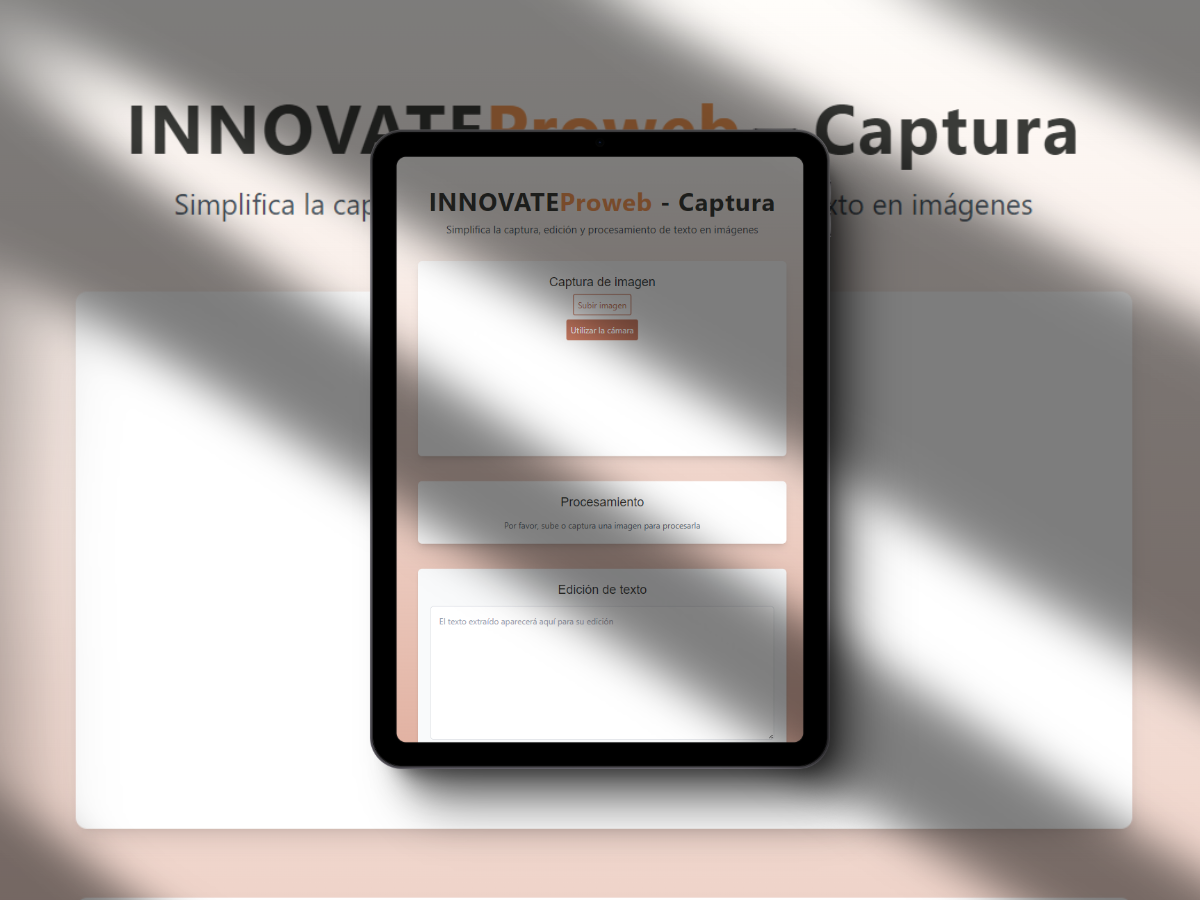 INNOVATEProweb - Captura
Simplifica la cap xto en imágenes
INNOVATEProweb - Captura
Simplifica la captura, edición y procesamiento de texto en imágenes
Captura de imagen
Subir imagen
Utilizar la cámara
Procesamiento
Por favor, sube o captura una imagen para procesarla
Edición de texto
El texto extraído aparecerá aquí para su edición